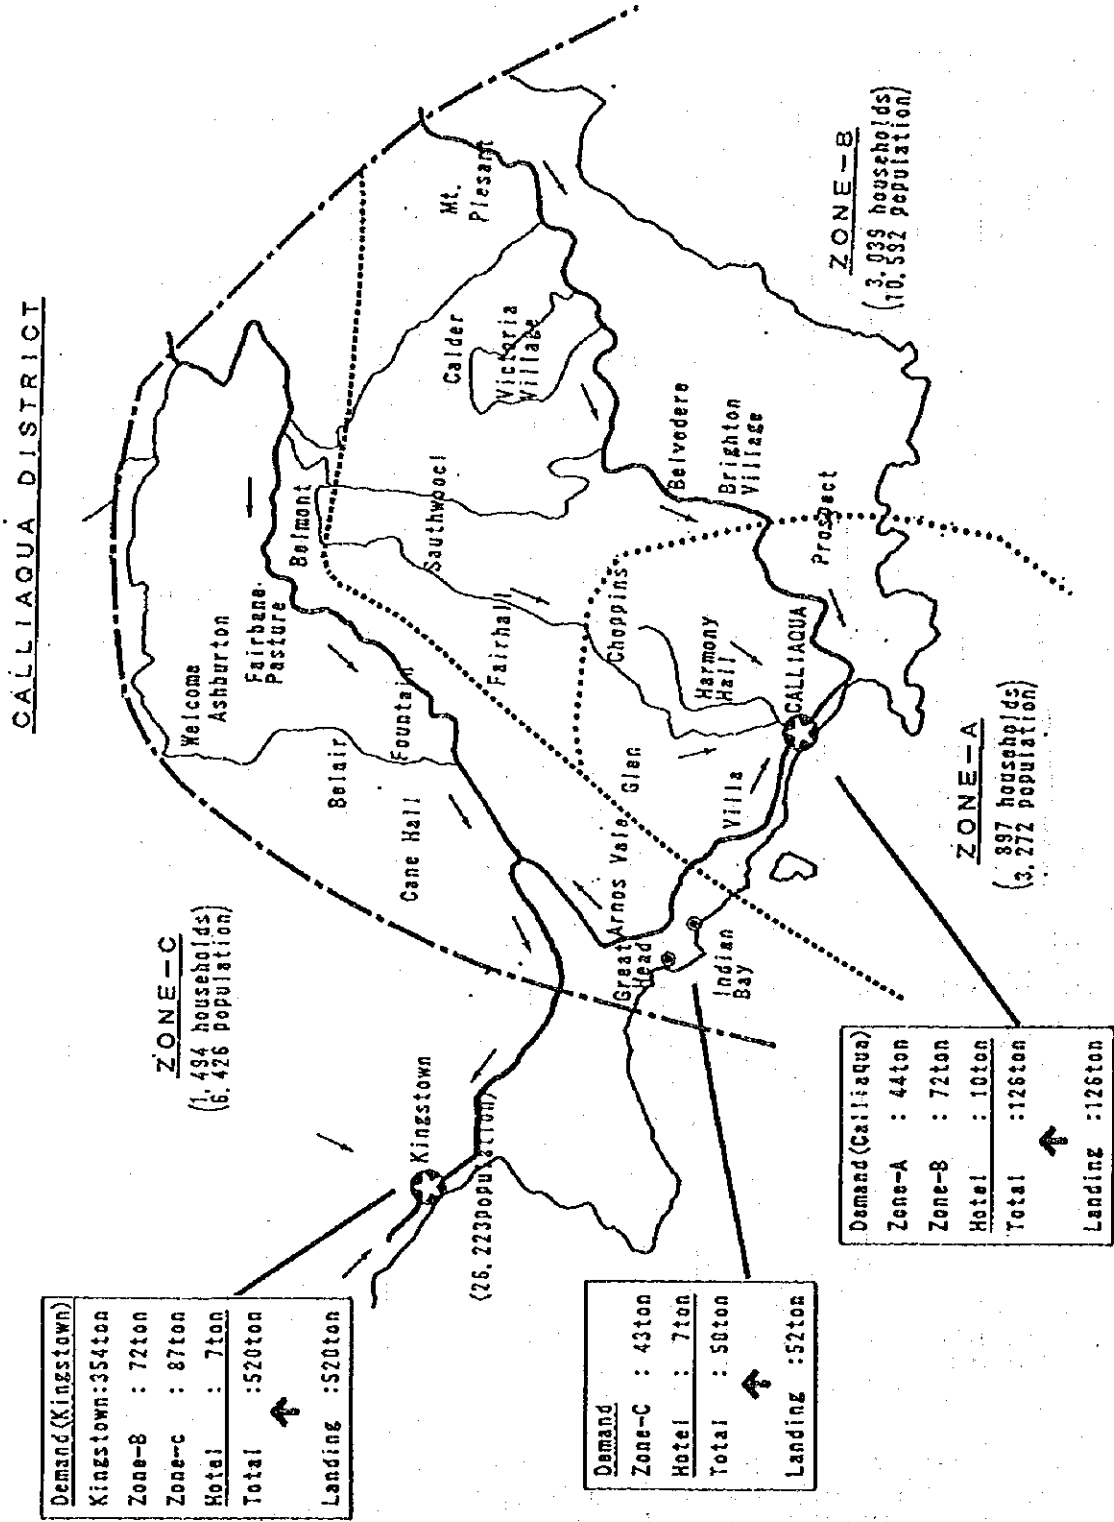 CALLIAQUA DISTRICT
ZONE-C
(1,494 households)
(6,426 population)
ZONE-B
(3,039 households)
(10,592 population)
ZONE-A
(897 households)
(3,272 population)
Welcoma
Ashburton
Fairbane
Pasture
Belmont
Belair
Fountain
Cane Hall
Fairhall
Southwoocl
Calder
Victoria
Village
Mt.
Plesant
Belvedere
Brighton
Village
Prospect
Choppins
Harmony
Hall
CALLIAQUA
Glen
Villa
Arnos Vale
Great
Head
Indian
Bay
Kingstown
(26,223population)
Demand(Kingstown)
Kingstown:354ton
Zone-B : 72ton
Zone-c : 87ton
Hotel : 7ton
Total :520ton
Landing :520ton
Demand
Zone-C : 43ton
Hotel : 7ton
Total : 50ton
Landing :52ton
Demand(Calliaqua)
Zone-A : 44ton
Zone-B : 72ton
Hotel : 10ton
Total :126ton
Landing :126ton